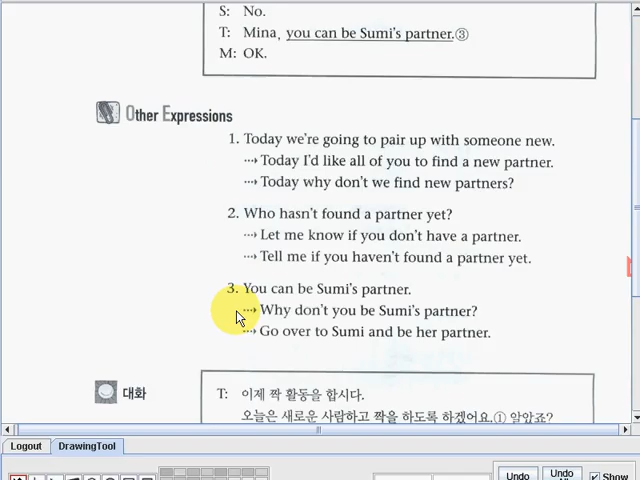 S: No.
T: Mina, you can be Sumi's partner.③
M: OK.
Other Expressions
1. Today we're going to pair up with someone new.
···→ Today I'd like all of you to find a new partner.
···→ Today why don't we find new partners?
2. Who hasn't found a partner yet?
···→ Let me know if you don't have a partner.
···→ Tell me if you haven't found a partner yet.
3. You can be Sumi's partner.
···→ Why don't you be Sumi's partner?
···→ Go over to Sumi and be her partner.
대화
T: 이제 짝 활동을 합시다.
오늘은 새로운 사람하고 짝을 하도록 하겠어요.① 알았죠?
Logout DrawingTool
Undo Undo Show